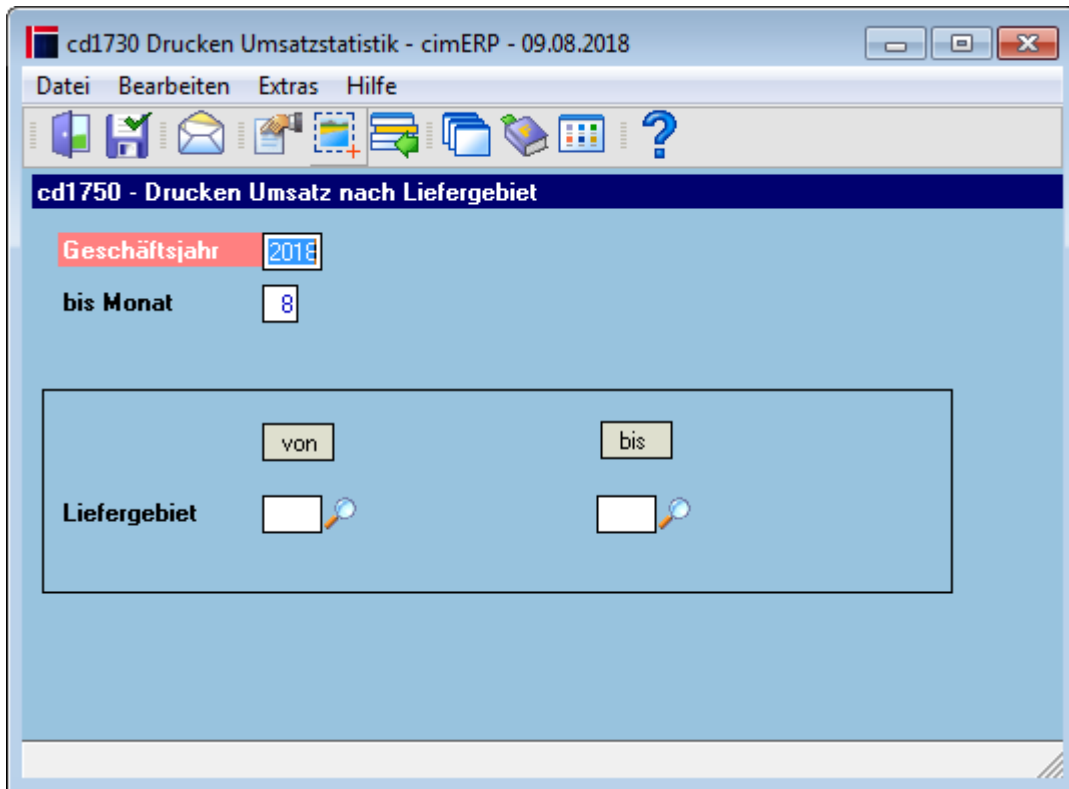 cd1730 Drucken Umsatzstatistik - cimERP - 09.08.2018
Datei Bearbeiten Extras Hilfe
cd1750 - Drucken Umsatz nach Liefergebiet
Geschäftsjahr 2018
bis Monat 8
von bis
Liefergebiet